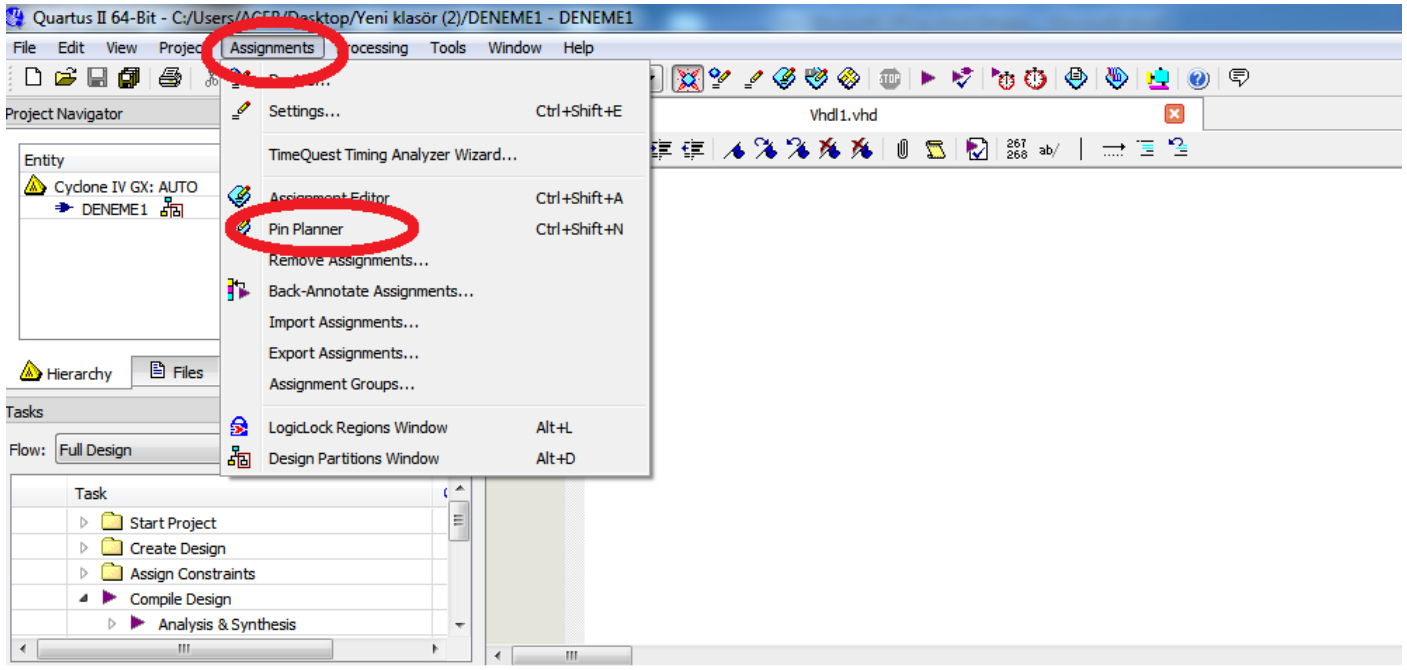 Quartus II 64-Bit - C:/Users/ACER/Desktop/Yeni klasör (2)/DENEME1 - DENEME1
File Edit View Project Assignments Processing Tools Window Help
Settings... Ctrl+Shift+E
Project Navigator
Vhdl1.vhd
TimeQuest Timing Analyzer Wizard...
267
268
ab/
Entity
Cyclone IV GX: AUTO
DENEME1
Assignment Editor Ctrl+Shift+A
Pin Planner Ctrl+Shift+N
Remove Assignments...
Back-Annotate Assignments...
Import Assignments...
Export Assignments...
Assignment Groups...
Hierarchy Files
Tasks
LogicLock Regions Window Alt+L
Flow: Full Design
Design Partitions Window Alt+D
Task
Start Project
Create Design
Assign Constraints
Compile Design
Analysis & Synthesis